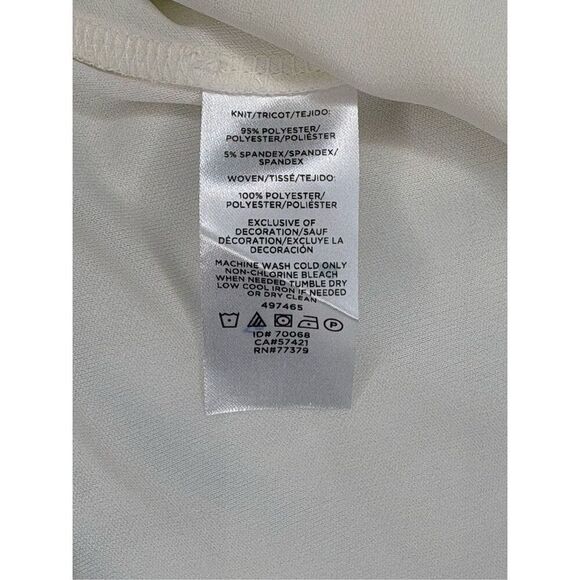 KNIT/TRICOT/TEJIDO:
95% POLYESTER/
POLYESTER/POLIÉSTER
5% SPANDEX/SPANDEX/
SPANDEX
WOVEN/TISSÉ/TEJIDO:
100% POLYESTER/
POLYESTER/POLIÉSTER
EXCLUSIVE OF
DECORATION/SAUF
DÉCORATION/EXCLUYE LA
DECORACIÓN
MACHINE WASH COLD ONLY
NON-CHLORINE BLEACH
WHEN NEEDED TUMBLE DRY
LOW COOL IRON IF NEEDED
OR DRY CLEAN
497465
P
ID# 70068
CA#57421
RN#77379